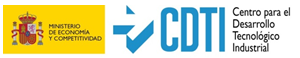 MINISTERIO
DE ECONOMÍA
Y COMPETITIVIDAD
CDTI
Centro para el
Desarrollo
Tecnológico
Industrial